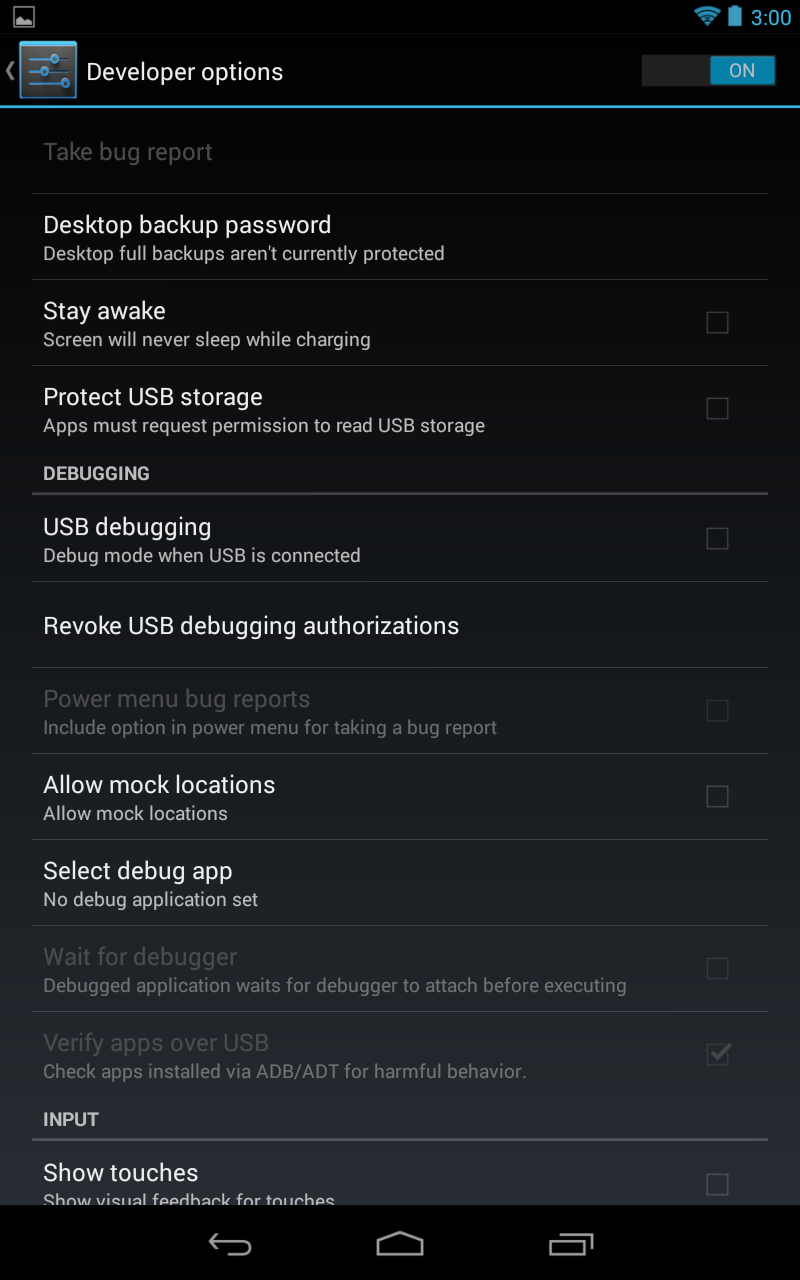 3:00
Developer options
ON
Take bug report
Desktop backup password
Desktop full backups aren't currently protected
Stay awake
Screen will never sleep while charging
Protect USB storage
Apps must request permission to read USB storage
DEBUGGING
USB debugging
Debug mode when USB is connected
Revoke USB debugging authorizations
Power menu bug reports
Include option in power menu for taking a bug report
Allow mock locations
Allow mock locations
Select debug app
No debug application set
Wait for debugger
Debugged application waits for debugger to attach before executing
Verify apps over USB
Check apps installed via ADB/ADT for harmful behavior.
INPUT
Show touches
Show visual feedback for touches